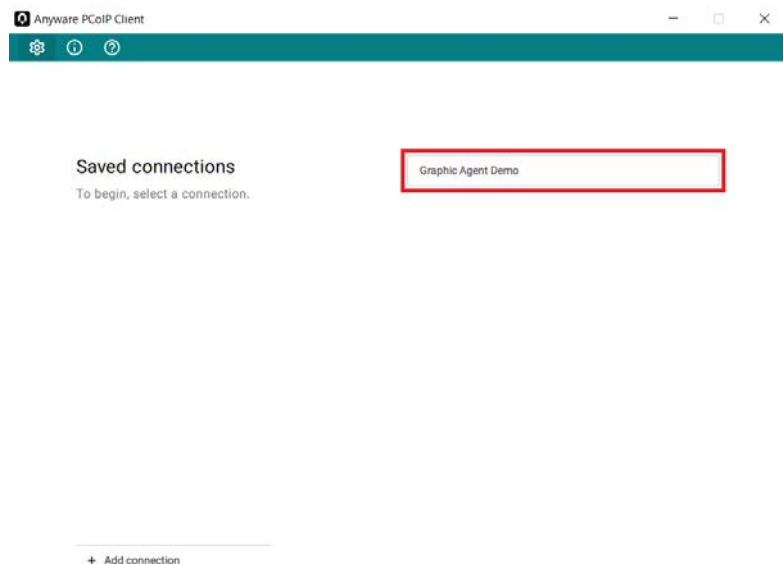 Anyware PCoIP Client
Saved connections
To begin, select a connection.
Graphic Agent Demo
+ Add connection